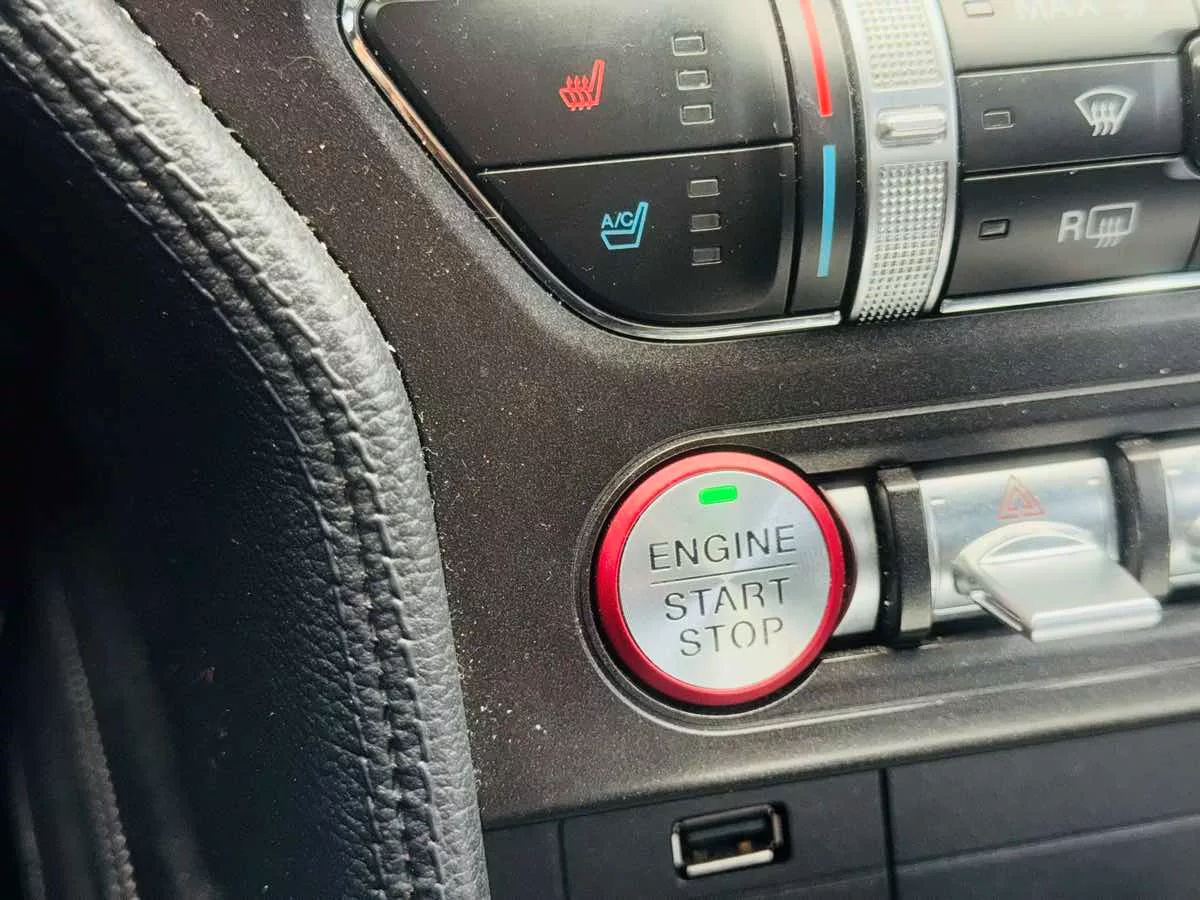 MAX
A/C
R
ENGINE
START
STOP